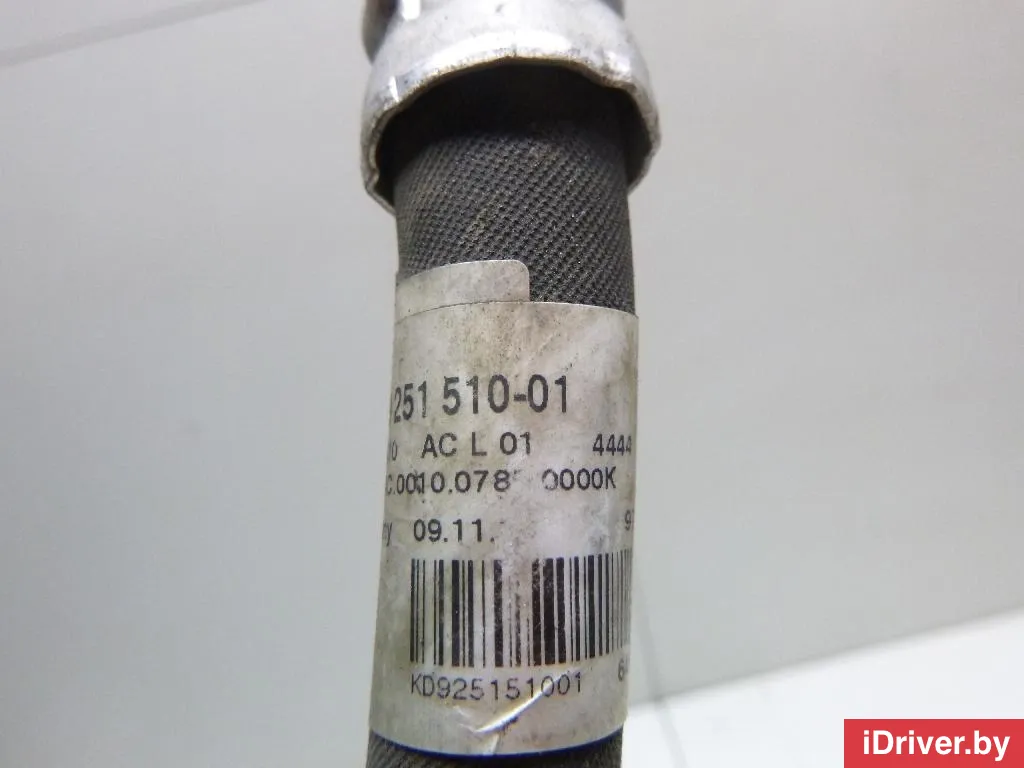 251 510-01
AC L 01 4444
.0010.078 0000K
09.11.
KD925151001
iDriver.by